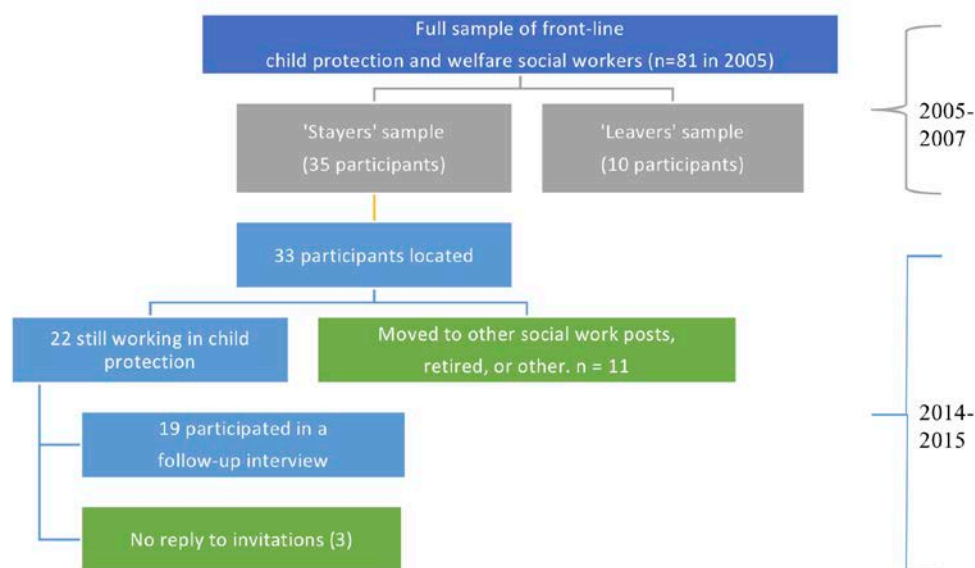 Full sample of front-line
child protection and welfare social workers (n=81 in 2005)
'Stayers' sample
(35 participants)
'Leavers' sample
(10 participants)
2005-
2007
33 participants located
22 still working in child
protection
Moved to other social work posts,
retired, or other. n = 11
19 participated in a
follow-up interview
2014-
2015
No reply to invitations (3)